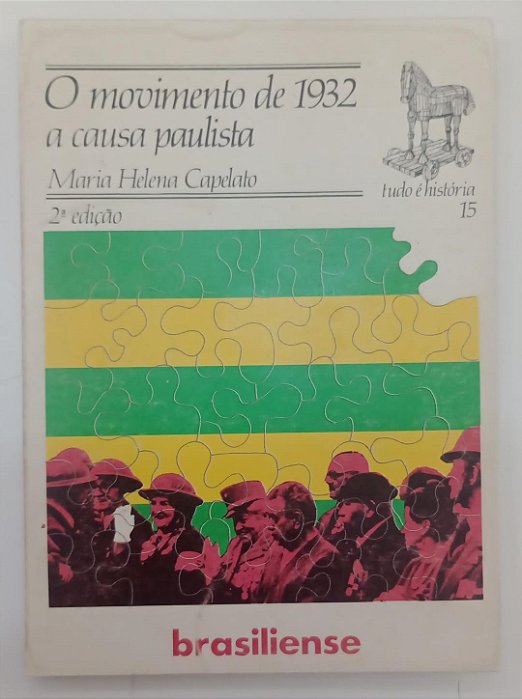 O movimento de 1932
a causa paulista
Maria Helena Capelato
2ª edição
tudo é história
15
brasiliense